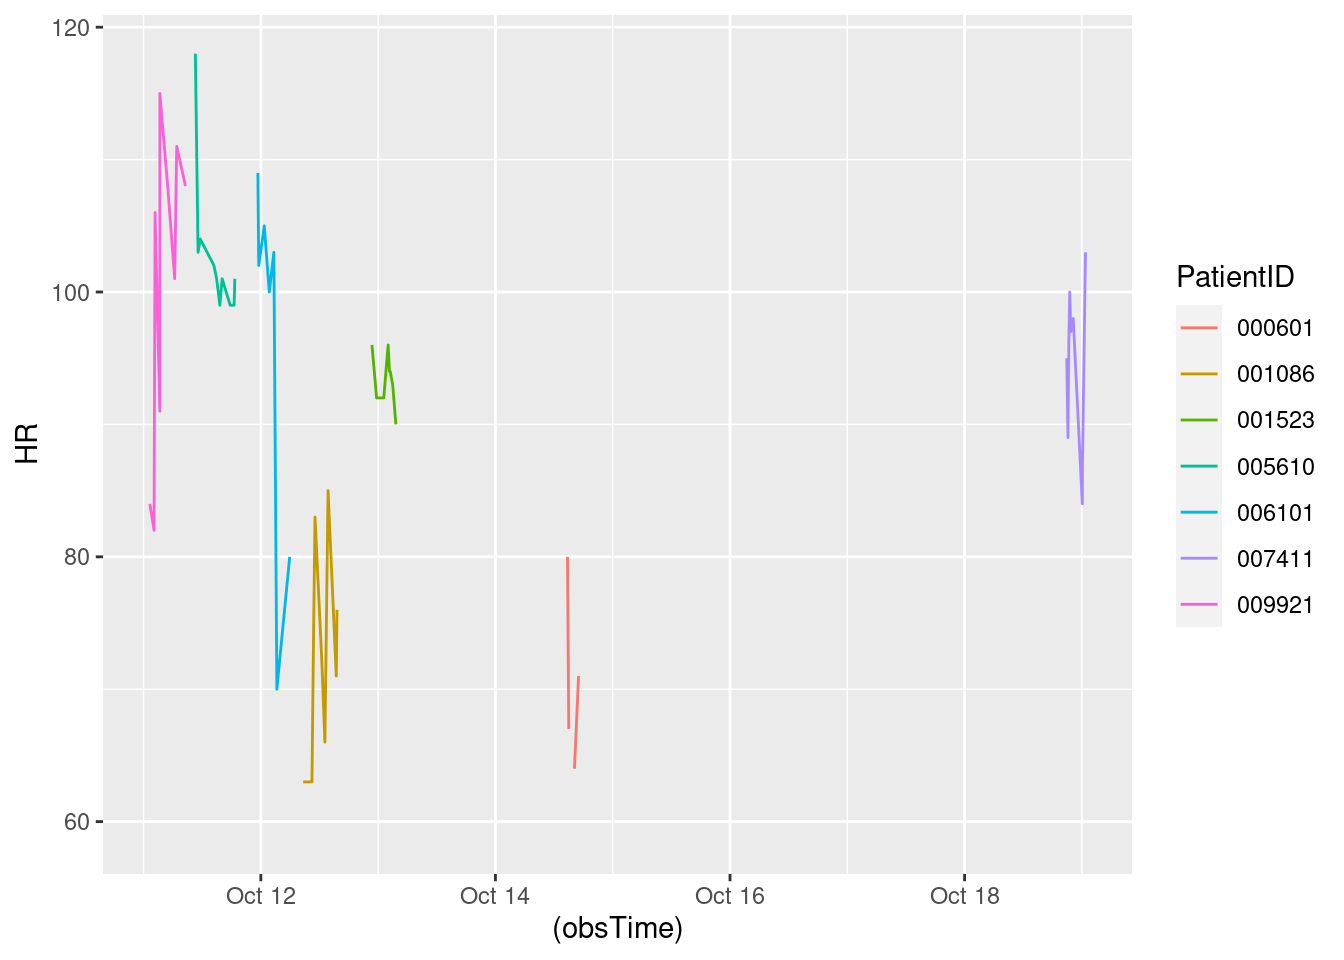 120
100
80
60
HR
Oct 12
Oct 14
Oct 16
Oct 18
(obsTime)
PatientID
000601
001086
001523
005610
006101
007411
009921